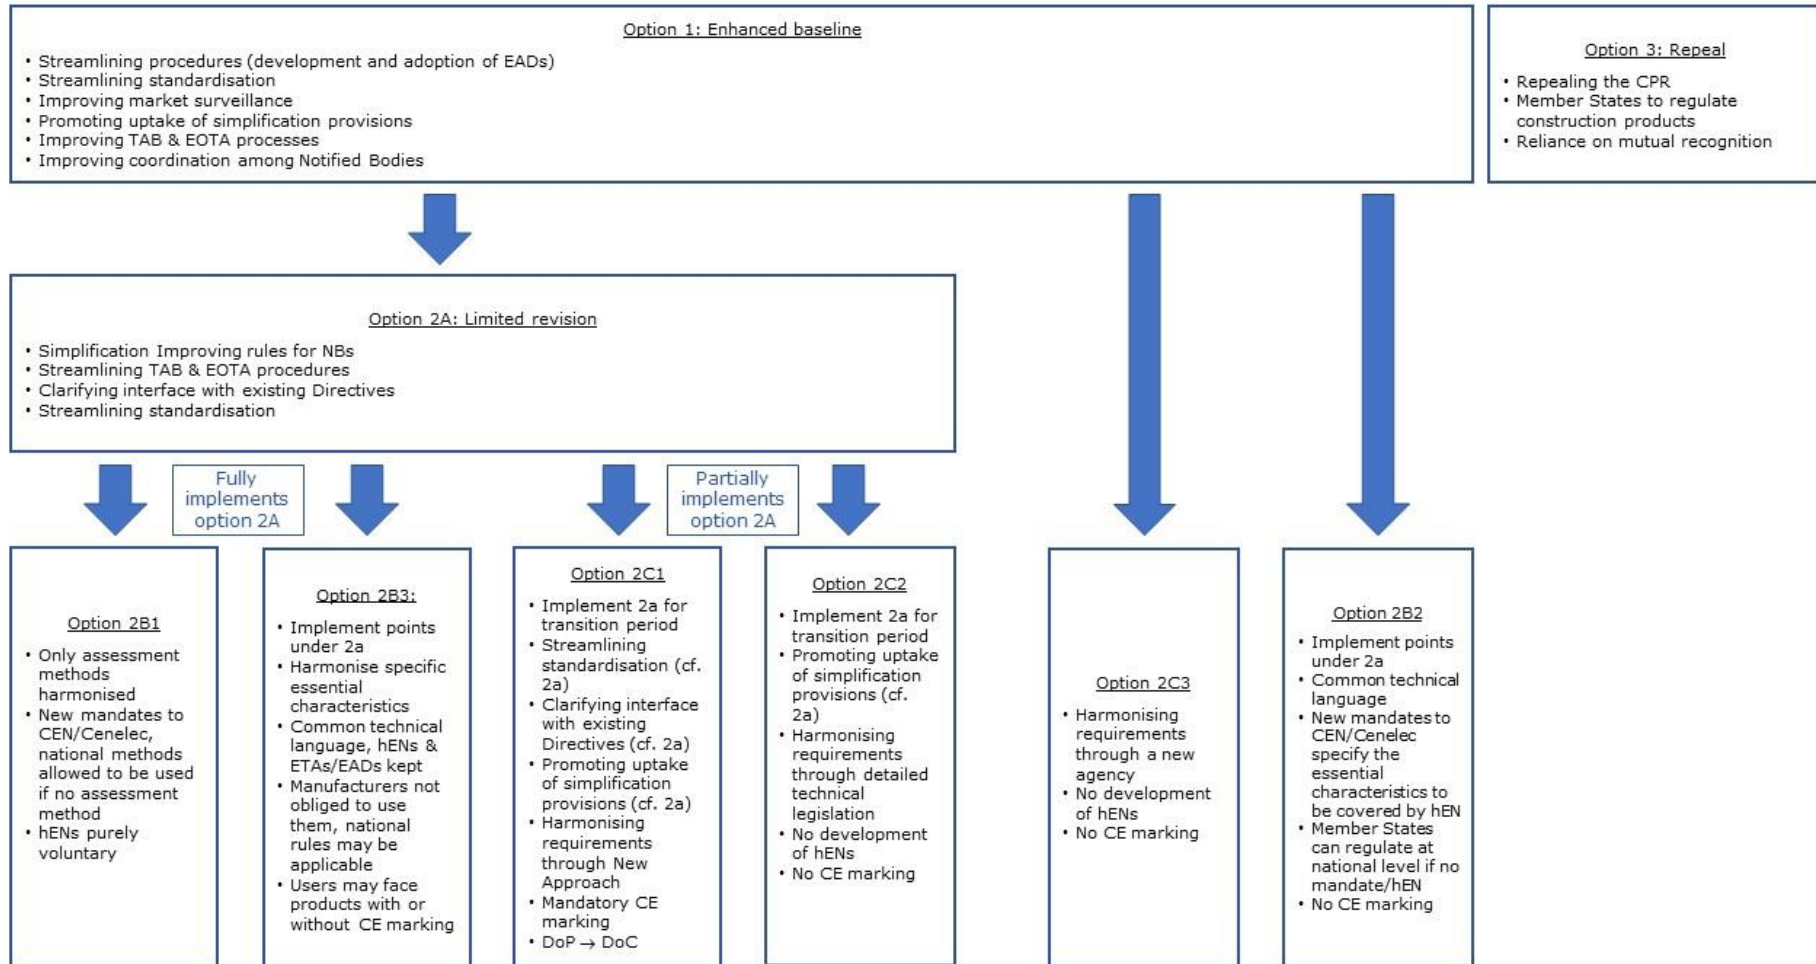 Option 1: Enhanced baseline
• Streamlining procedures (development and adoption of EADs)
• Streamlining standardisation
• Improving market surveillance
• Promoting uptake of simplification provisions
• Improving TAB & EOTA processes
• Improving coordination among Notified Bodies
Option 3: Repeal
• Repealing the CPR
• Member States to regulate
construction products
• Reliance on mutual recognition
Option 2A: Limited revision
• Simplification Improving rules for NBs
• Streamlining TAB & EOTA procedures
• Clarifying interface with existing Directives
• Streamlining standardisation
Fully
implements
option 2A
Partially
implements
option 2A
Option 2B1
• Only assessment
methods
harmonised
• New mandates to
CEN/Cenelec,
national methods
allowed to be used
if no assessment
method
• hENs purely
voluntary
Option 2B3:
• Implement points
under 2a
• Harmonise specific
essential
characteristics
• Common technical
language, hENs &
ETAs/EADs kept
• Manufacturers not
obliged to use
them, national
rules may be
applicable
• Users may face
products with or
without CE marking
Option 2C1
• Implement 2a for
transition period
• Streamlining
standardisation (cf.
2a)
• Clarifying interface
with existing
Directives (cf. 2a)
• Promoting uptake
of simplification
provisions (cf. 2a)
• Harmonising
requirements
through New
Approach
• Mandatory CE
marking
• DoP → DoC
Option 2C2
• Implement 2a for
transition period
• Promoting uptake
of simplification
provisions (cf.
2a)
• Harmonising
requirements
through detailed
technical
legislation
• No development
of hENs
• No CE marking
Option 2C3
• Harmonising
requirements
through a new
agency
• No development
of hENs
• No CE marking
Option 2B2
• Implement points
under 2a
• Common technical
language
• New mandates to
CEN/Cenelec
specify the
essential
characteristics to
be covered by hEN
• Member States
can regulate at
national level if no
mandate/hEN
• No CE marking